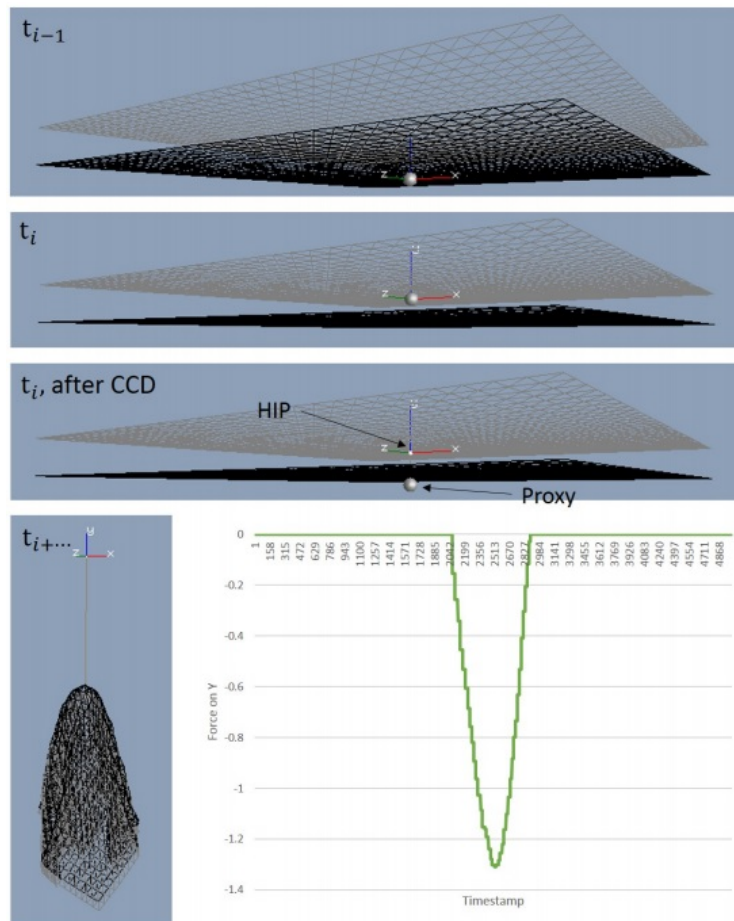 t_{i−1}
z x
t_i
y
z x
t_i, after CCD
HIP
y
z x
Proxy
t_{i+⋯}
y
z x
0
1 158 315 472 629 786 943 1100 1257 1414 1571 1728 1885 2042 2199 2356 2513 2670 2827 2984 3141 3298 3455 3612 3769 3926 4083 4240 4397 4554 4711 4868
-0.2
-0.4
-0.6
-0.8
-1
-1.2
-1.4
Force on Y
Timestamp